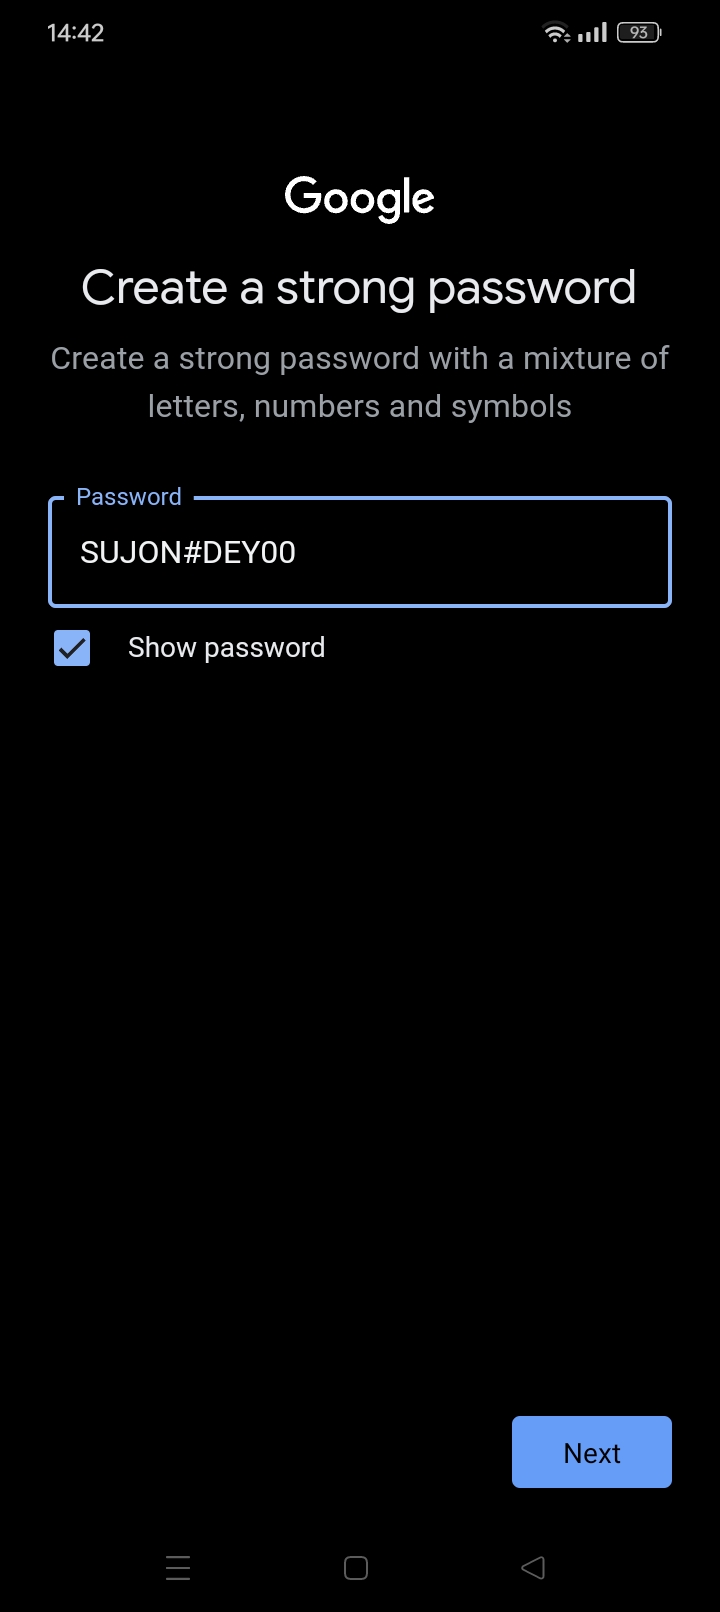 14:42
93
Google
Create a strong password
Create a strong password with a mixture of
letters, numbers and symbols
Password
SUJON#DEY00
Show password
Next